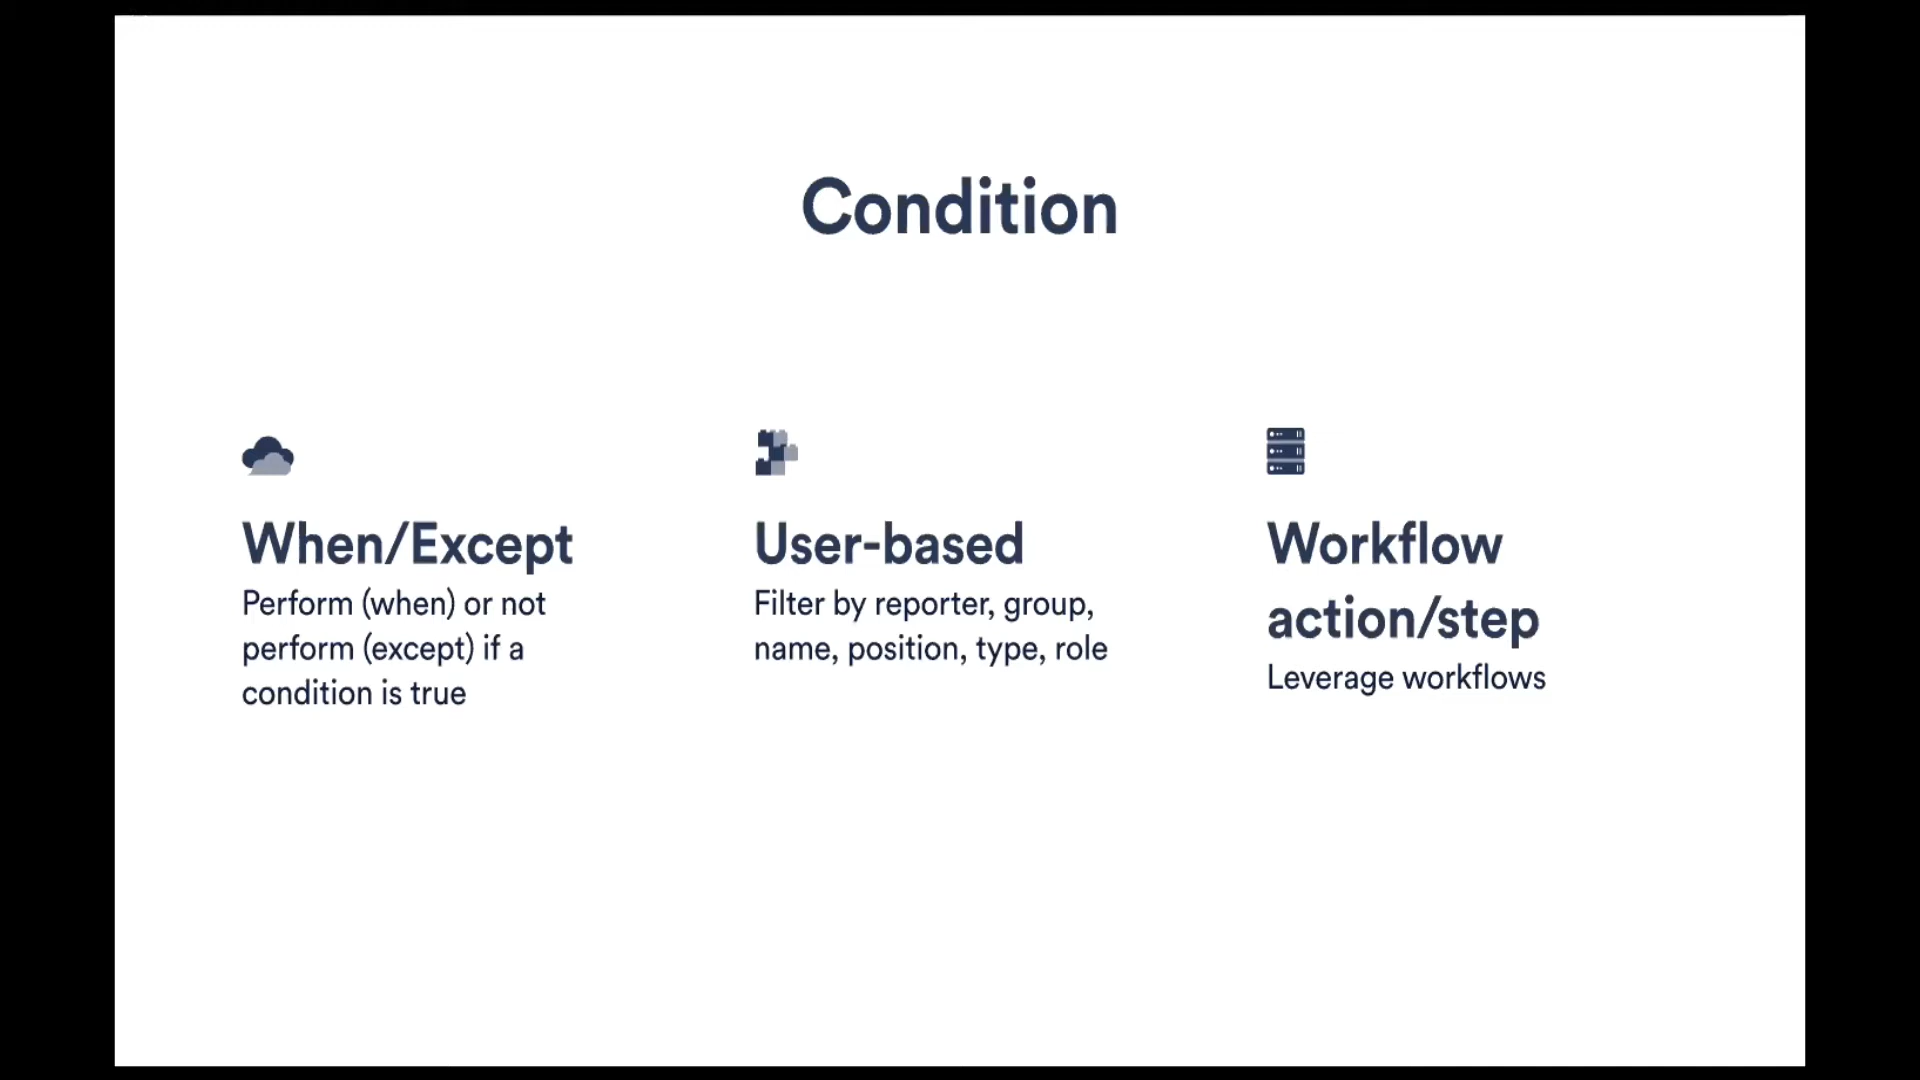 Condition
When/Except
Perform (when) or not
perform (except) if a
condition is true
User-based
Filter by reporter, group,
name, position, type, role
Workflow
action/step
Leverage workflows